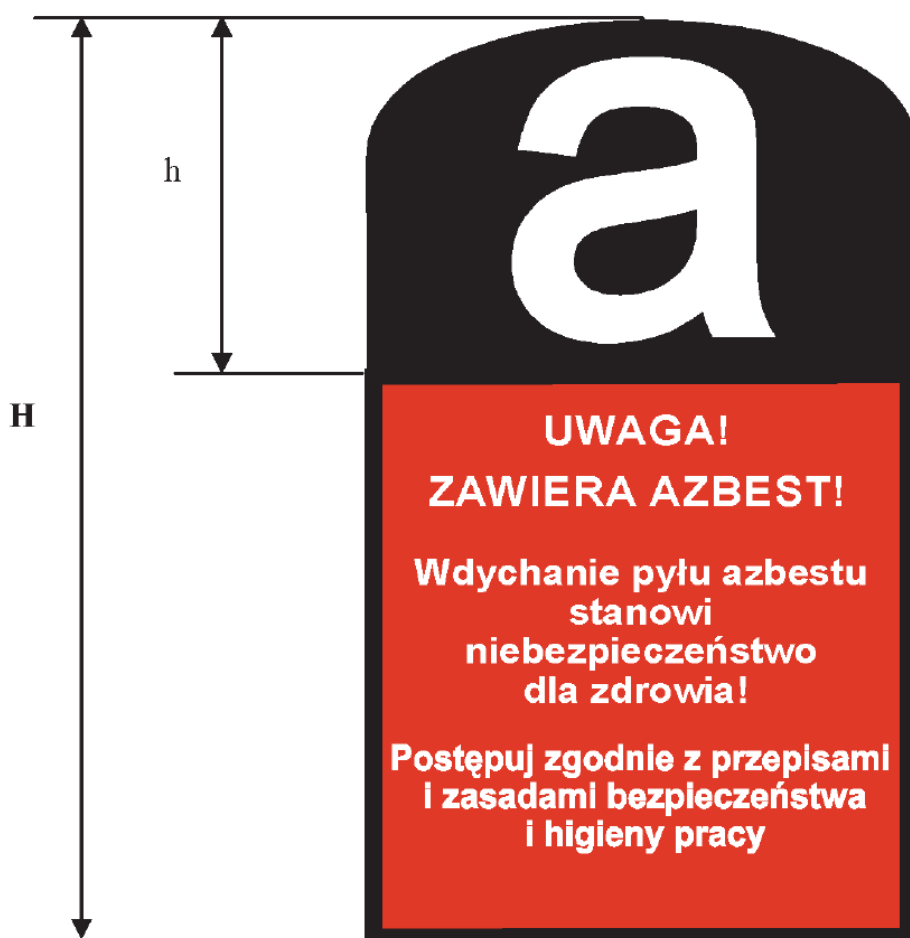 a
h
H
UWAGA!
ZAWIERA AZBEST!
Wdychanie pyłu azbestu
stanowi
niebezpieczeństwo
dla zdrowia!
Postępuj zgodnie z przepisami
i zasadami bezpieczeństwa
i higieny pracy